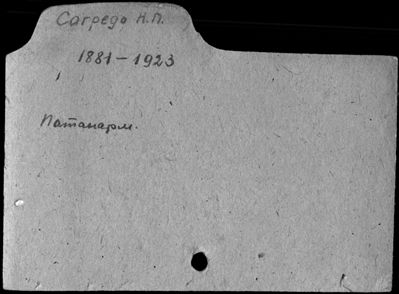 Сагредо Н.П.
1881-1923
Патанарм.